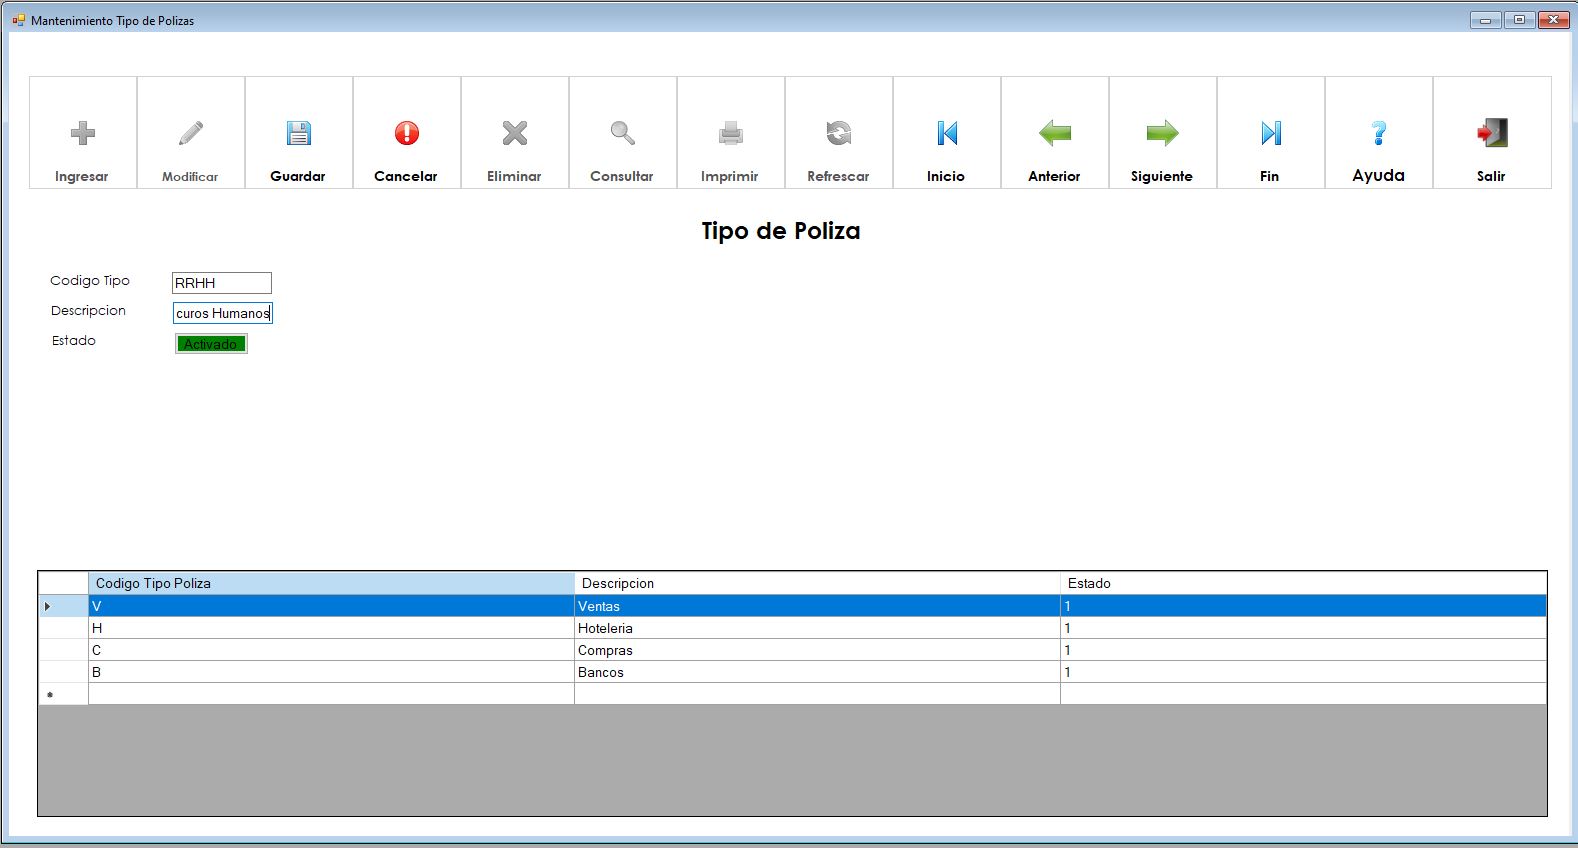 Mantenimiento Tipo de Polizas
Ingresar Modificar Guardar Cancelar Eliminar Consultar Imprimir Refrescar Inicio Anterior Siguiente Fin Ayuda Salir
Tipo de Poliza
Codigo Tipo RRHH
Descripcion curos Humanos
Estado Activado
Codigo Tipo Poliza Descripcion Estado
V Ventas 1
H Hoteleria 1
C Compras 1
B Bancos 1